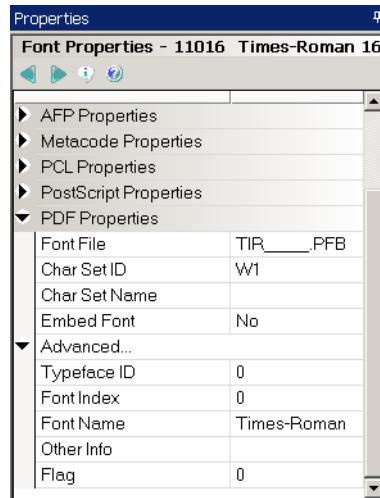 Properties
Font Properties - 11016 Times-Roman 16
AFP Properties
Metacode Properties
PCL Properties
PostScript Properties
PDF Properties
Font File TIR_____.PFB
Char Set ID W1
Char Set Name
Embed Font No
Advanced...
Typeface ID 0
Font Index 0
Font Name Times-Roman
Other Info
Flag 0